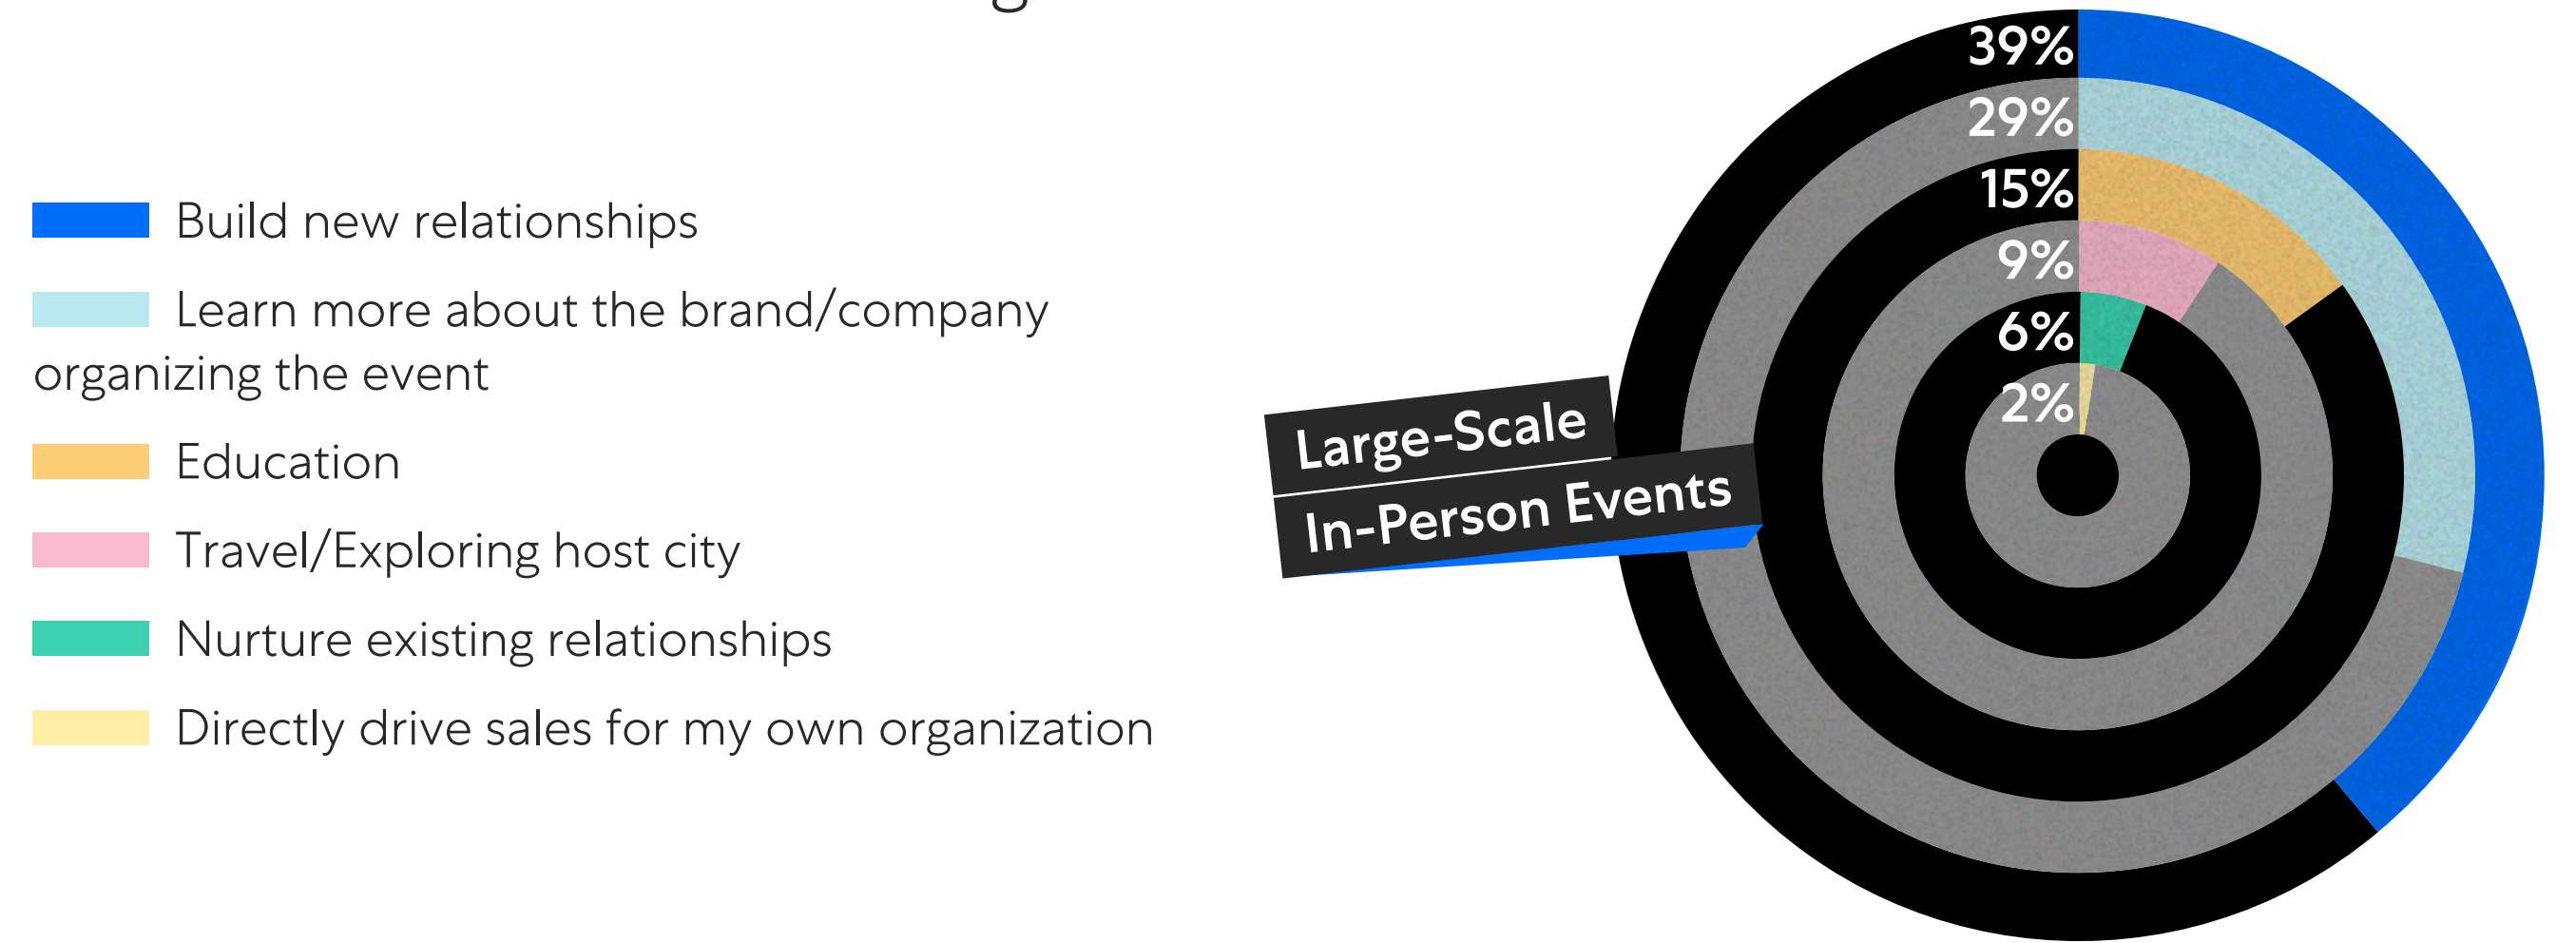 Build new relationships
Learn more about the brand/company
organizing the event
Education
Travel/Exploring host city
Nurture existing relationships
Directly drive sales for my own organization
39%
29%
15%
9%
6%
2%
Large-Scale
In-Person Events